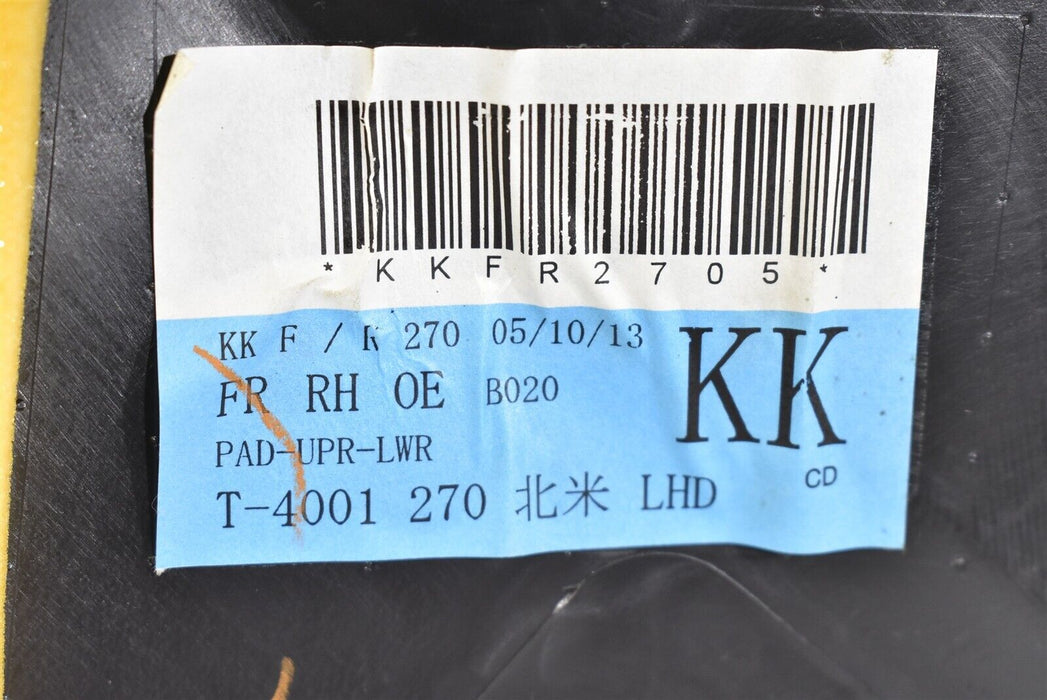 *KKFR2705*
KK F / R 270 05/10/13
KK
FR RH OE B020
PAD-UPR-LWR
CD
T-4001 270 北米 LHD